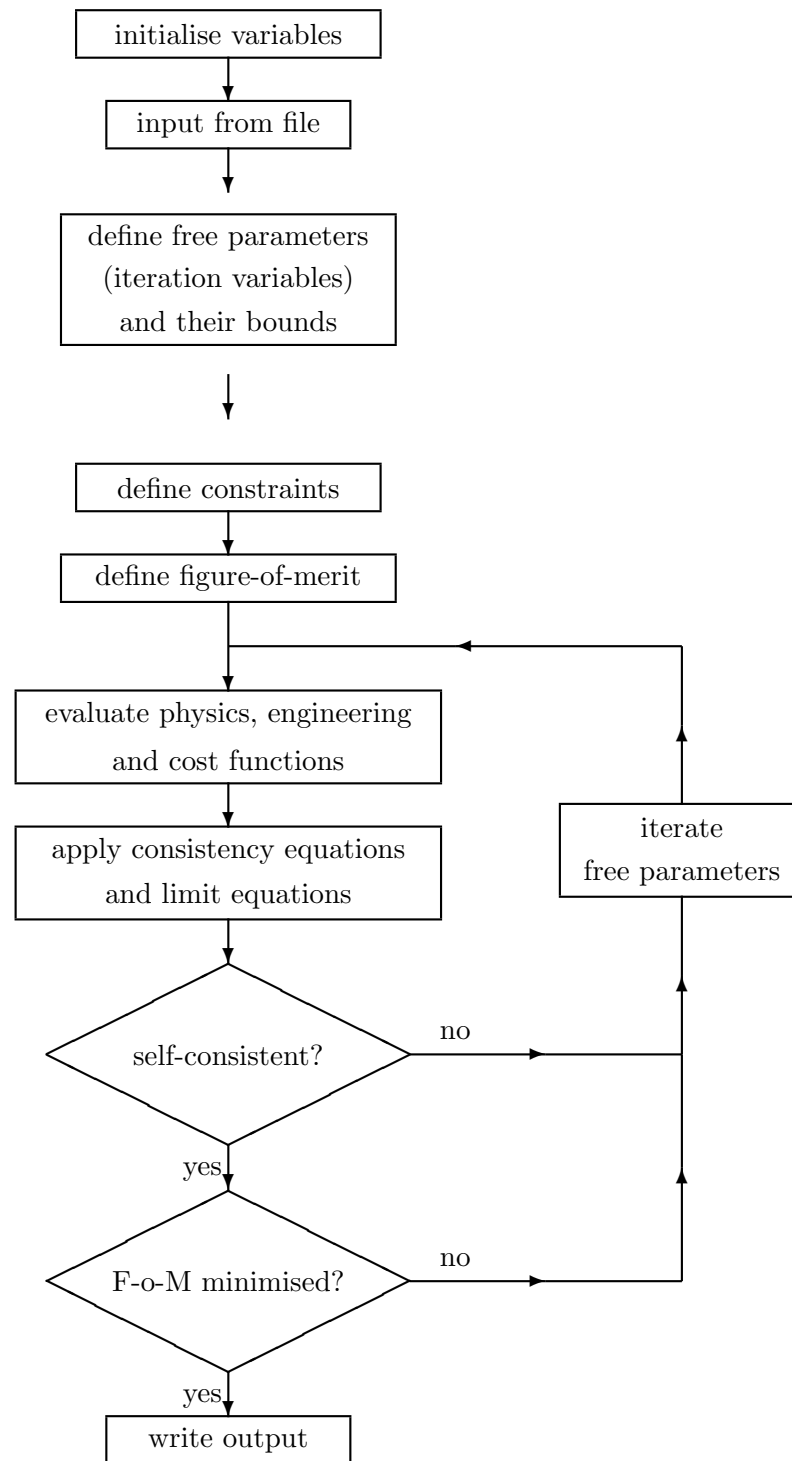 initialise variables
input from file
define free parameters
(iteration variables)
and their bounds
define constraints
define figure-of-merit
evaluate physics, engineering
and cost functions
apply consistency equations
and limit equations
iterate
free parameters
self-consistent?
no
yes
F-o-M minimised?
no
yes
write output